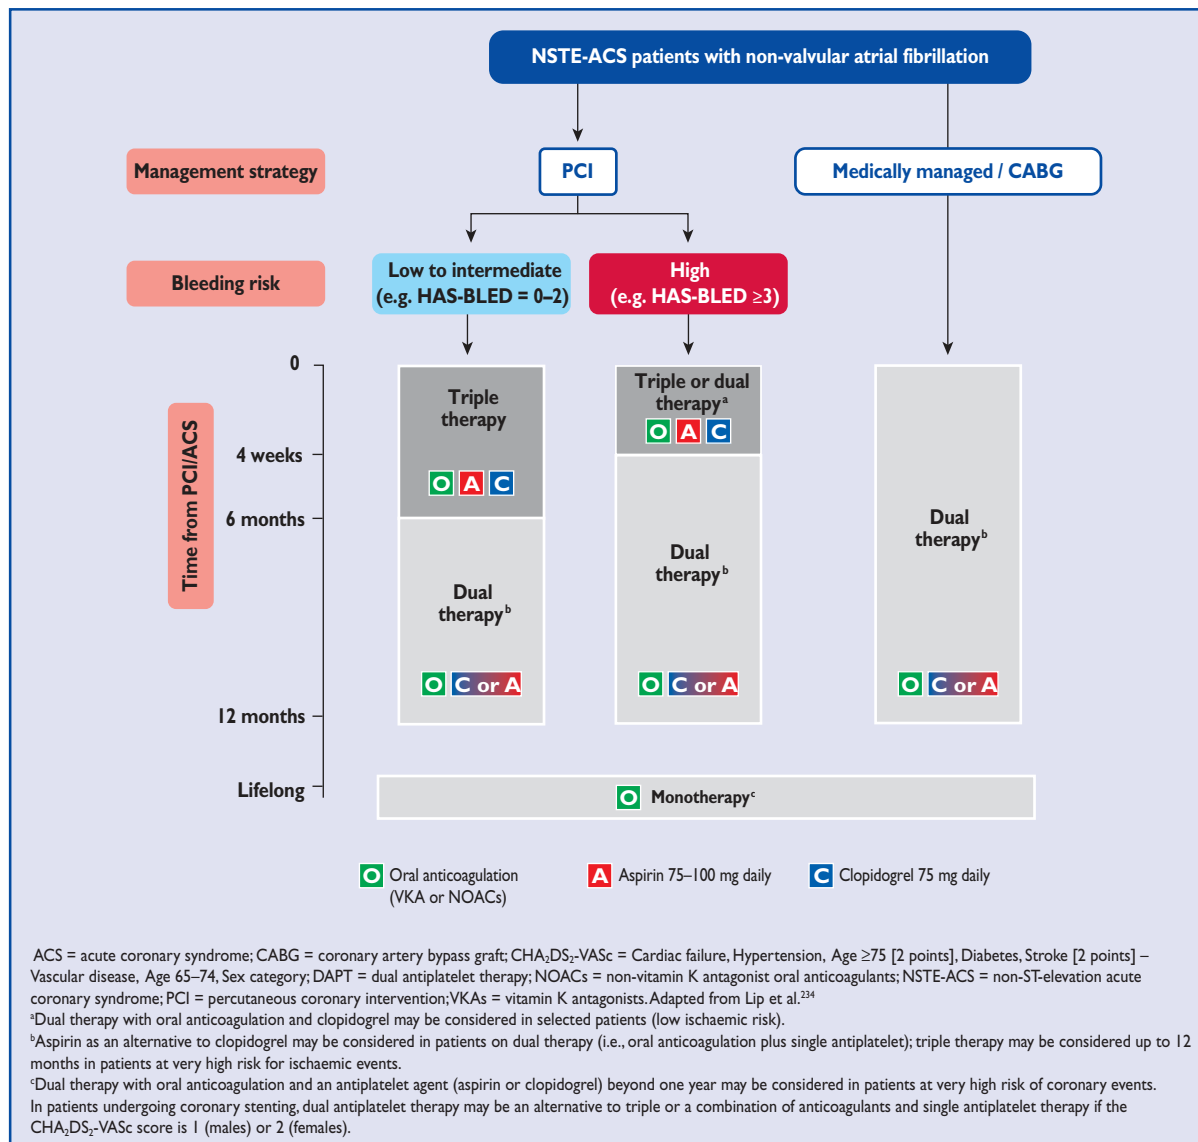 NSTE-ACS patients with non-valvular atrial fibrillation
Management strategy
PCI
Medically managed / CABG
Bleeding risk
Low to intermediate
(e.g. HAS-BLED = 0–2)
High
(e.g. HAS-BLED ≥3)
Time from PCI/ACS
0
4 weeks
6 months
12 months
Lifelong
Triple
therapy
O A C
Dual
therapyᵇ
O C or A
Triple or dual
therapyᵃ
O A C
Dual
therapyᵇ
O C or A
Dual
therapyᵇ
O C or A
O Monotherapyᶜ
O Oral anticoagulation
(VKA or NOACs)
A Aspirin 75–100 mg daily
C Clopidogrel 75 mg daily
ACS = acute coronary syndrome; CABG = coronary artery bypass graft; CHA₂DS₂-VASc = Cardiac failure, Hypertension, Age ≥75 [2 points], Diabetes, Stroke [2 points] –
Vascular disease, Age 65–74, Sex category; DAPT = dual antiplatelet therapy; NOACs = non-vitamin K antagonist oral anticoagulants; NSTE-ACS = non-ST-elevation acute
coronary syndrome; PCI = percutaneous coronary intervention; VKAs = vitamin K antagonists. Adapted from Lip et al.²³⁴
ᵃDual therapy with oral anticoagulation and clopidogrel may be considered in selected patients (low ischaemic risk).
ᵇAspirin as an alternative to clopidogrel may be considered in patients on dual therapy (i.e., oral anticoagulation plus single antiplatelet); triple therapy may be considered up to 12
months in patients at very high risk for ischaemic events.
ᶜDual therapy with oral anticoagulation and an antiplatelet agent (aspirin or clopidogrel) beyond one year may be considered in patients at very high risk of coronary events.
In patients undergoing coronary stenting, dual antiplatelet therapy may be an alternative to triple or a combination of anticoagulants and single antiplatelet therapy if the
CHA₂DS₂-VASc score is 1 (males) or 2 (females).